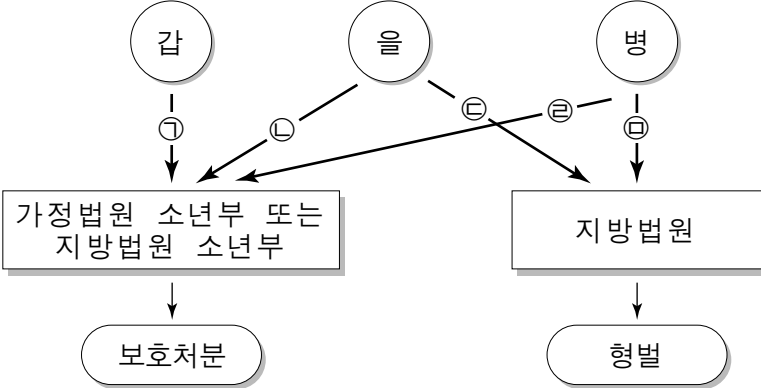 갑 을 병
㉠ ㉡ ㉢ ㉣ ㉤
가정법원 소년부 또는
지방법원 소년부
지방법원
보호처분 형벌